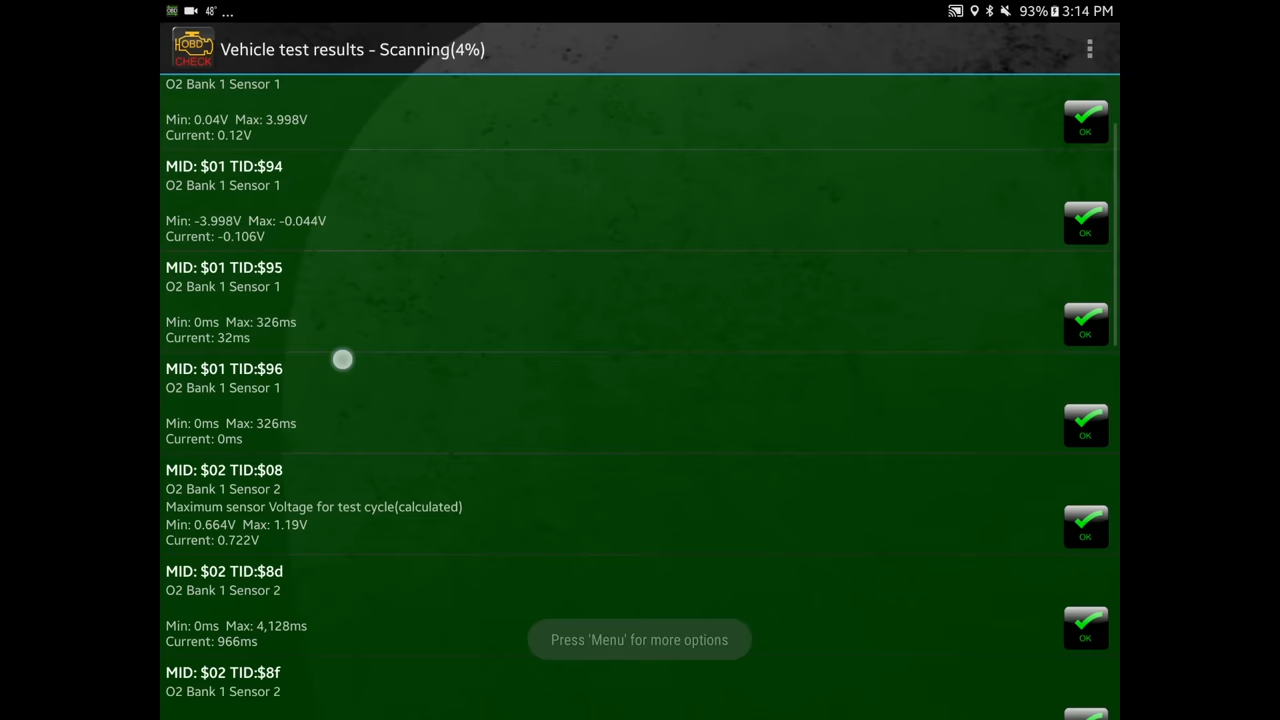 OBD 48° ... 93% 3:14 PM
OBD
CHECK
Vehicle test results - Scanning(4%)
O2 Bank 1 Sensor 1
Min: 0.04V Max: 3.998V
Current: 0.12V
OK
MID: $01 TID:$94
O2 Bank 1 Sensor 1
Min: -3.998V Max: -0.044V
Current: -0.106V
OK
MID: $01 TID:$95
O2 Bank 1 Sensor 1
Min: 0ms Max: 326ms
Current: 32ms
OK
MID: $01 TID:$96
O2 Bank 1 Sensor 1
Min: 0ms Max: 326ms
Current: 0ms
OK
MID: $02 TID:$08
O2 Bank 1 Sensor 2
Maximum sensor Voltage for test cycle(calculated)
Min: 0.664V Max: 1.19V
Current: 0.722V
OK
MID: $02 TID:$8d
O2 Bank 1 Sensor 2
Min: 0ms Max: 4,128ms
Current: 966ms
OK
Press 'Menu' for more options
MID: $02 TID:$8f
O2 Bank 1 Sensor 2